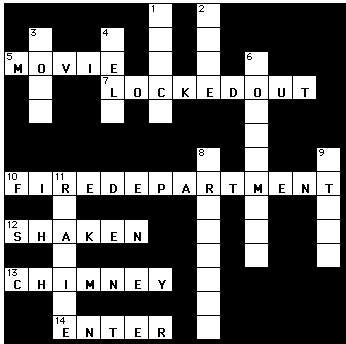 1 2
3 4
5 MOVIE 6
7 LOCKEDOUT
8 9
10 11 FIREDEPARTMENT
12 SHAKEN
13 CHIMNEY
14 ENTER